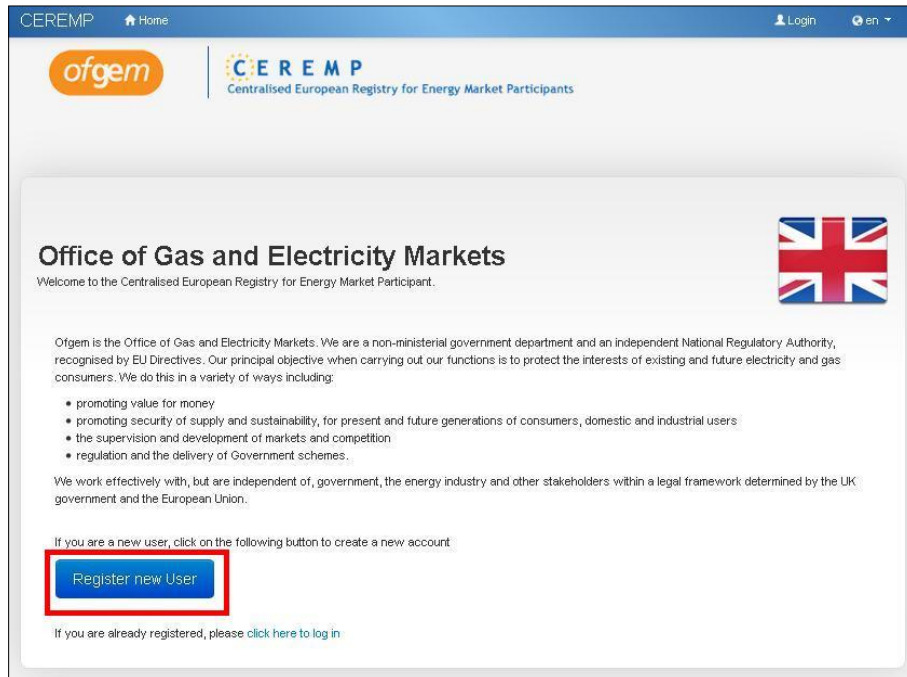 CEREMP Home Login en
ofgem
CEREMP
Centralised European Registry for Energy Market Participants
Office of Gas and Electricity Markets
Welcome to the Centralised European Registry for Energy Market Participant.
Ofgem is the Office of Gas and Electricity Markets. We are a non-ministerial government department and an independent National Regulatory Authority,
recognised by EU Directives. Our principal objective when carrying out our functions is to protect the interests of existing and future electricity and gas
consumers. We do this in a variety of ways including:
• promoting value for money
• promoting security of supply and sustainability, for present and future generations of consumers, domestic and industrial users
• the supervision and development of markets and competition
• regulation and the delivery of Government schemes.
We work effectively with, but are independent of, government, the energy industry and other stakeholders within a legal framework determined by the UK
government and the European Union.
If you are a new user, click on the following button to create a new account
Register new User
If you are already registered, please click here to log in